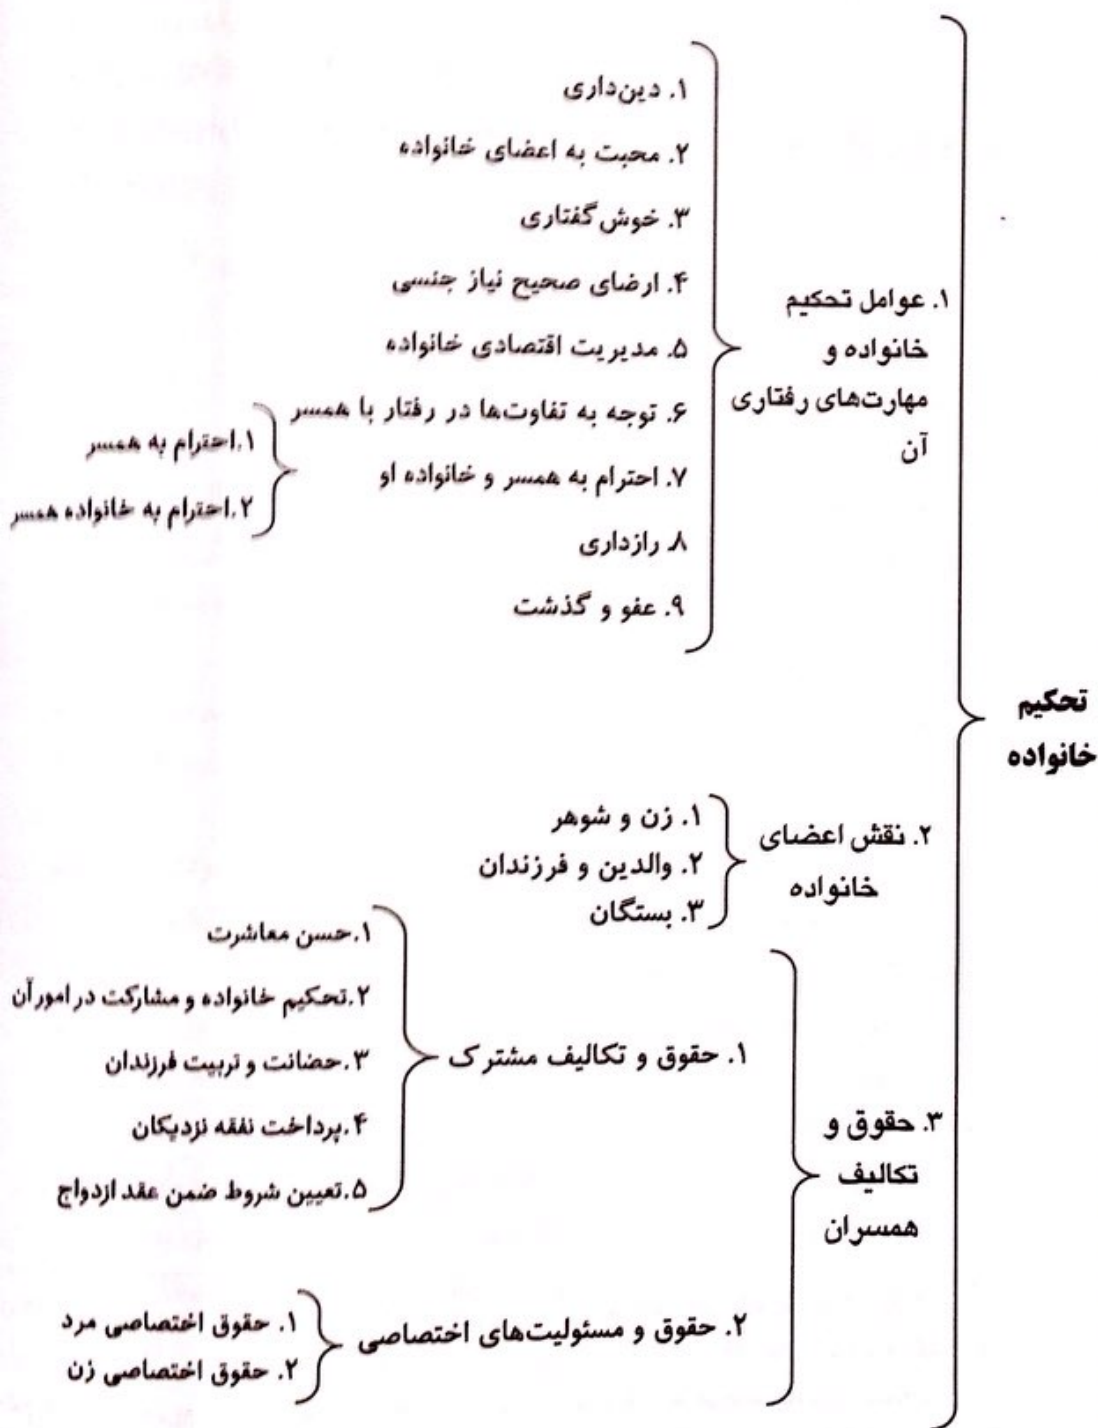 تحکیم
خانواده
۱. عوامل تحکیم
خانواده و
مهارت‌های رفتاری
آن
۱. دین‌داری
۲. محبت به اعضای خانواده
۳. خوش گفتاری
۴. ارضای صحیح نیاز جنسی
۵. مدیریت اقتصادی خانواده
۶. توجه به تفاوت‌ها در رفتار با همسر
۷. احترام به همسر و خانواده او
۱.احترام به همسر
۲.احترام به خانواده همسر
۸. رازداری
۹. عفو و گذشت
۲. نقش اعضای
خانواده
۱. زن و شوهر
۲. والدین و فرزندان
۳. بستگان
۳. حقوق و
تکالیف
همسران
۱. حقوق و تکالیف مشترک
۱.حسن معاشرت
۲.تحکیم خانواده و مشارکت در امور آن
۳.حضانت و تربیت فرزندان
۴.پرداخت نفقه نزدیکان
۵.تعیین شروط ضمن عقد ازدواج
۲. حقوق و مسئولیت‌های اختصاصی
۱. حقوق اختصاصی مرد
۲. حقوق اختصاصی زن